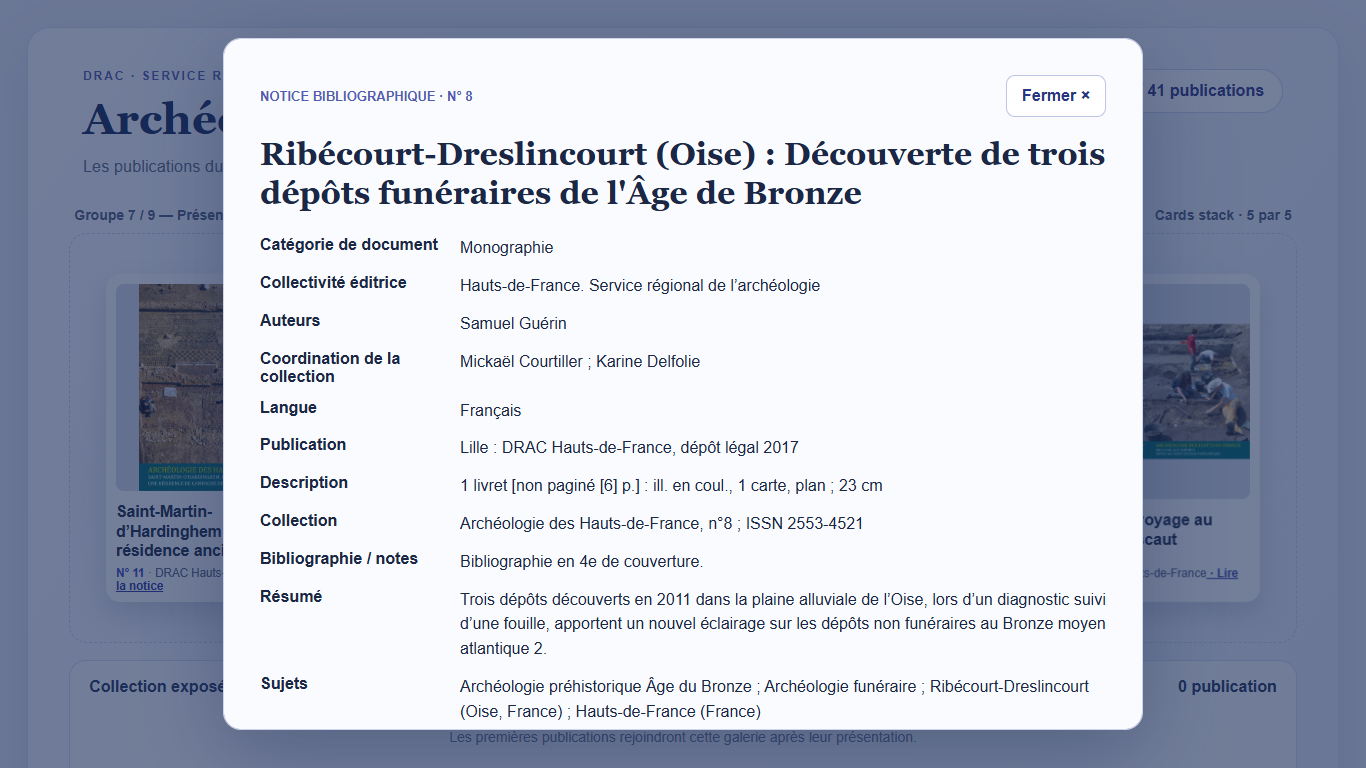 DRAC · SERVICE R
Arché
Les publications du
41 publications
Groupe 7 / 9 — Présen
Cards stack · 5 par 5
NOTICE BIBLIOGRAPHIQUE · N° 8
Fermer ×
Ribécourt-Dreslincourt (Oise) : Découverte de trois
dépôts funéraires de l'Âge de Bronze
Catégorie de document Monographie
Collectivité éditrice Hauts-de-France. Service régional de l’archéologie
Auteurs Samuel Guérin
Coordination de la
collection
Mickaël Courtiller ; Karine Delfolie
Langue Français
Publication Lille : DRAC Hauts-de-France, dépôt légal 2017
Description 1 livret [non paginé [6] p.] : ill. en coul., 1 carte, plan ; 23 cm
Collection Archéologie des Hauts-de-France, n°8 ; ISSN 2553-4521
Bibliographie / notes Bibliographie en 4e de couverture.
Résumé Trois dépôts découverts en 2011 dans la plaine alluviale de l’Oise, lors d’un diagnostic suivi
d’une fouille, apportent un nouvel éclairage sur les dépôts non funéraires au Bronze moyen
atlantique 2.
Sujets Archéologie préhistorique Âge du Bronze ; Archéologie funéraire ; Ribécourt-Dreslincourt
(Oise, France) ; Hauts-de-France (France)
ARCHÉOLOGIE DES HA
Saint-Martin-
d’Hardinghem
résidence anci
N° 11 · DRAC Hauts-
la notice
oyage au
scaut
s-de-France · Lire
Collection exposé
0 publication
Les premières publications rejoindront cette galerie après leur présentation.